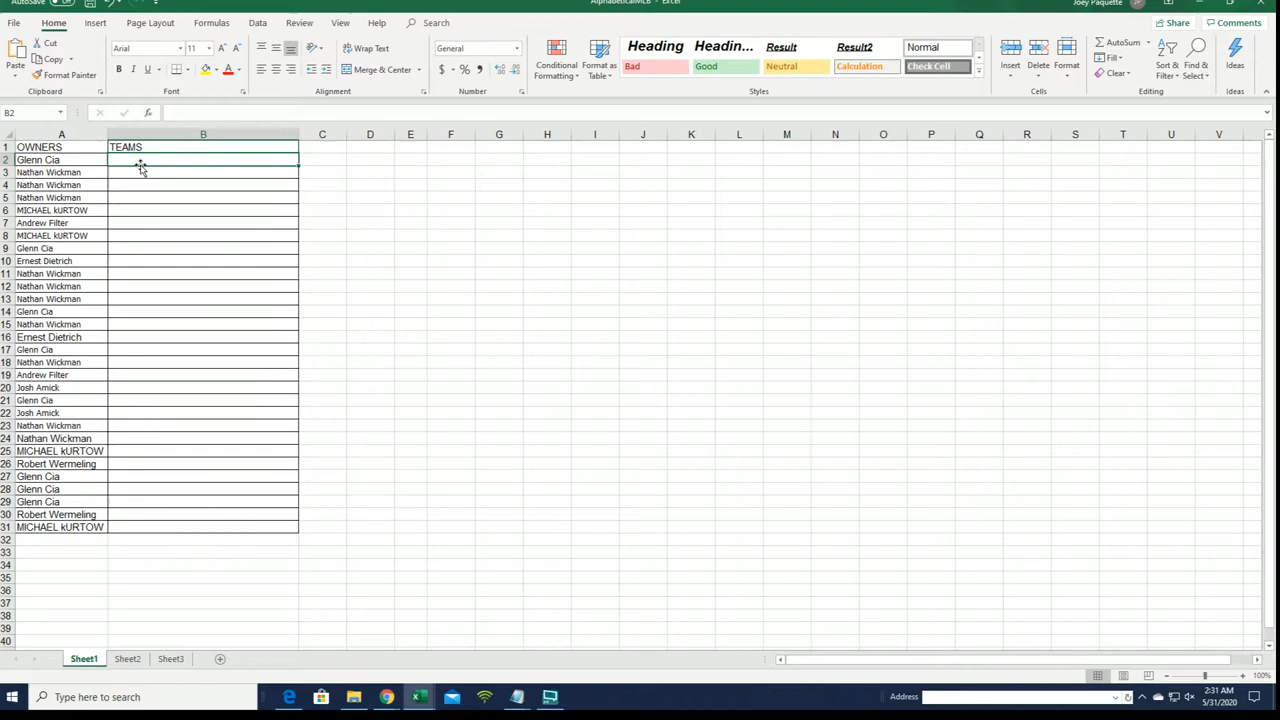 AutoSave Off AlphabeticalMLB - Excel Joey Paquette JP
File Home Insert Page Layout Formulas Data Review View Help Search Share Comments
Paste Cut Copy Format Painter Clipboard
Arial 11 A A B I U A Font
Wrap Text Merge & Center Alignment
General $ % , Number
Conditional Formatting Format as Table
Heading Headin... Result Result2 Normal
Bad Good Neutral Calculation Check Cell
Styles
Insert Delete Format Cells
AutoSum Fill Clear Sort & Filter Find & Select Editing
Ideas Ideas
B2 fx
A B C D E F G H I J K L M N O P Q R S T U V
1 OWNERS TEAMS
2 Glenn Cia
3 Nathan Wickman
4 Nathan Wickman
5 Nathan Wickman
6 MICHAEL kURTOW
7 Andrew Filter
8 MICHAEL kURTOW
9 Glenn Cia
10 Ernest Dietrich
11 Nathan Wickman
12 Nathan Wickman
13 Nathan Wickman
14 Glenn Cia
15 Nathan Wickman
16 Ernest Dietrich
17 Glenn Cia
18 Nathan Wickman
19 Andrew Filter
20 Josh Amick
21 Glenn Cia
22 Josh Amick
23 Nathan Wickman
24 Nathan Wickman
25 MICHAEL kURTOW
26 Robert Wermeling
27 Glenn Cia
28 Glenn Cia
29 Glenn Cia
30 Robert Wermeling
31 MICHAEL kURTOW
32
33
34
35
36
37
38
39
40
Sheet1 Sheet2 Sheet3
100%
Type here to search
Address
2:31 AM
5/31/2020